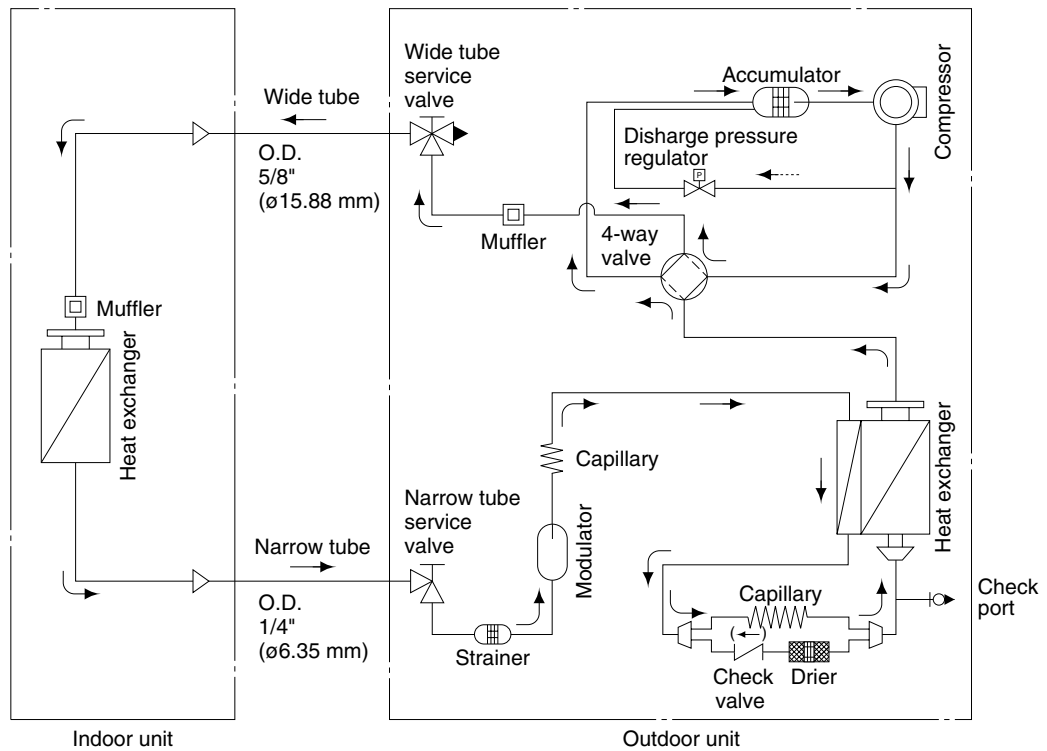 Wide tube
service
valve
Accumulator
Compressor
Wide tube
O.D.
5/8"
(ø15.88 mm)
Disharge pressure
regulator
P
Muffler
4-way
valve
Muffler
Heat exchanger
Capillary
Narrow tube
service
valve
Modulator
Heat exchanger
Narrow tube
O.D.
1/4"
(ø6.35 mm)
Strainer
Capillary
Check
port
Check
valve
Drier
Indoor unit
Outdoor unit